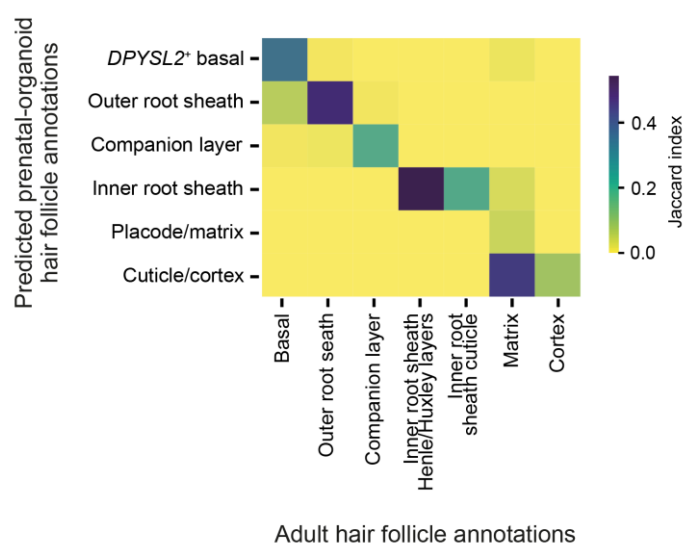 Predicted prenatal-organoid
hair follicle annotations
DPYSL2⁺ basal
Outer root sheath
Companion layer
Inner root sheath
Placode/matrix
Cuticle/cortex
Basal
Outer root seath
Companion layer
Inner root sheath
Henle/Huxley layers
Inner root
sheath cuticle
Matrix
Cortex
Adult hair follicle annotations
0.4
0.2
0.0
Jaccard index